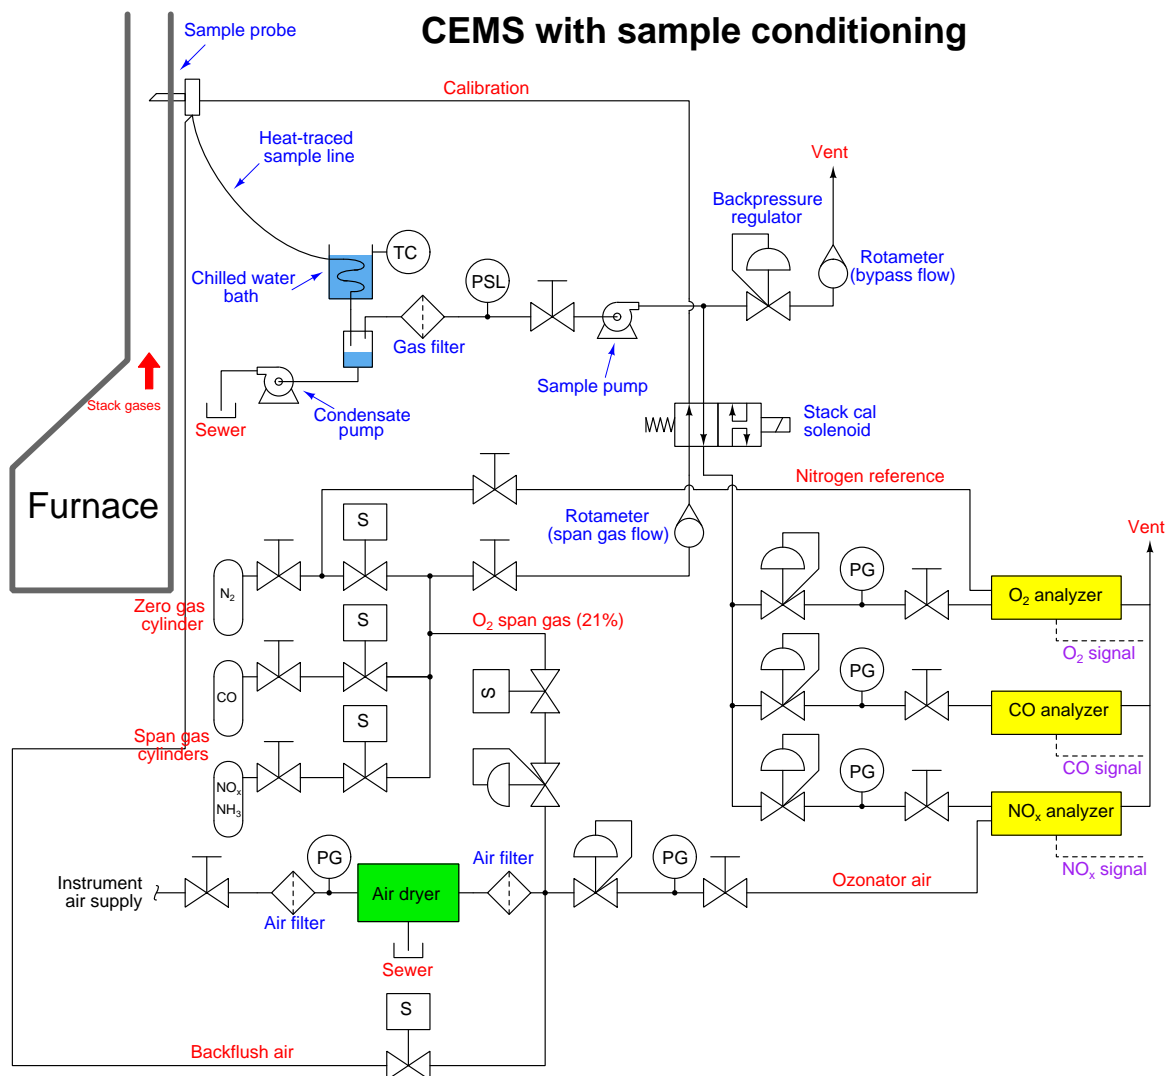 CEMS with sample conditioning
Sample probe
Calibration
Heat-traced
sample line
Vent
Backpressure
regulator
Rotameter
(bypass flow)
TC
Chilled water
bath
PSL
Gas filter
Sample pump
Stack gases
Sewer
Condensate
pump
Stack cal
solenoid
Furnace
Nitrogen reference
S
Rotameter
(span gas flow)
Vent
N2
PG
O2 analyzer
Zero gas
cylinder
S
O2 span gas (21%)
O2 signal
CO
S
PG
CO analyzer
S
Span gas
cylinders
CO signal
NOx
NH3
PG
NOx analyzer
PG
Air filter
PG
NOx signal
Instrument
air supply
Air dryer
Ozonator air
Air filter
Sewer
S
Backflush air